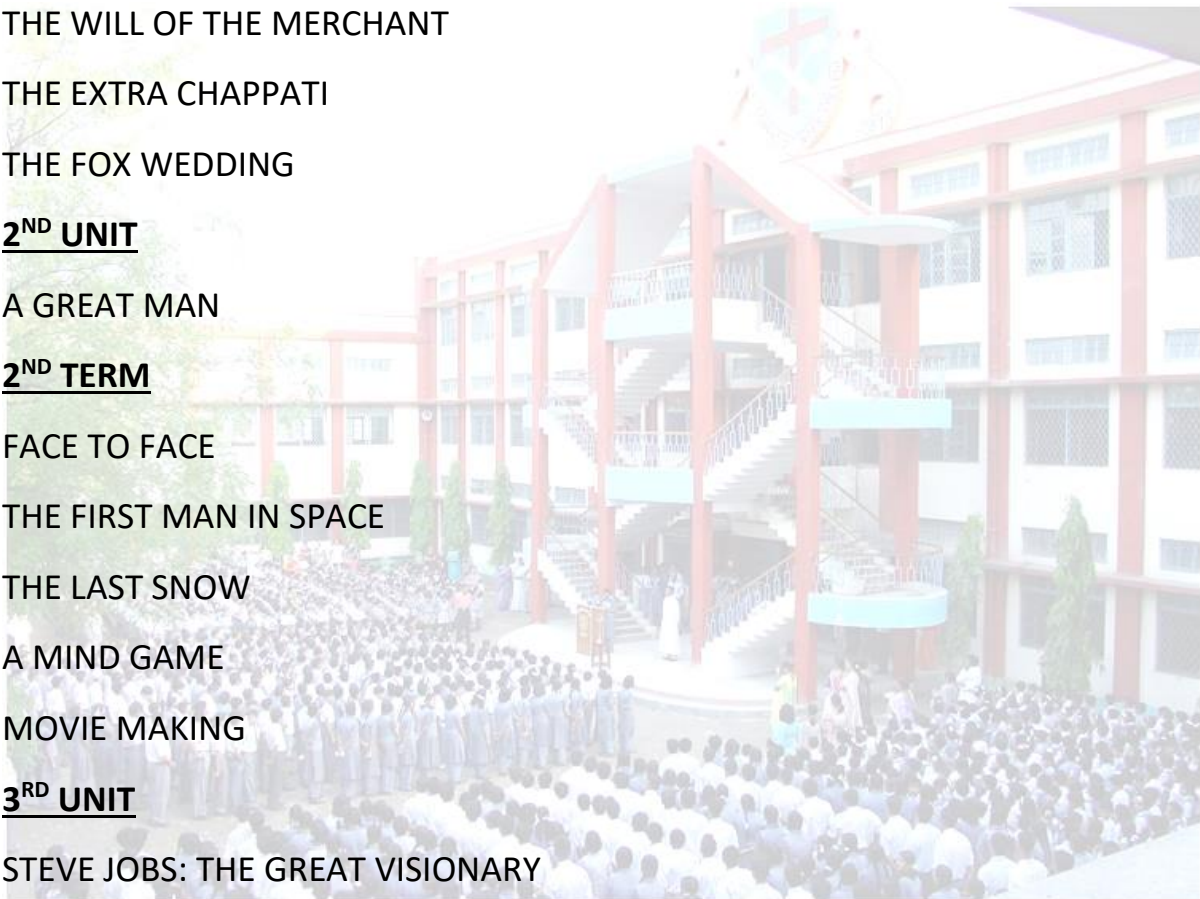 THE WILL OF THE MERCHANT
THE EXTRA CHAPPATI
THE FOX WEDDING
2ND UNIT
A GREAT MAN
2ND TERM
FACE TO FACE
THE FIRST MAN IN SPACE
THE LAST SNOW
A MIND GAME
MOVIE MAKING
3RD UNIT
STEVE JOBS: THE GREAT VISIONARY